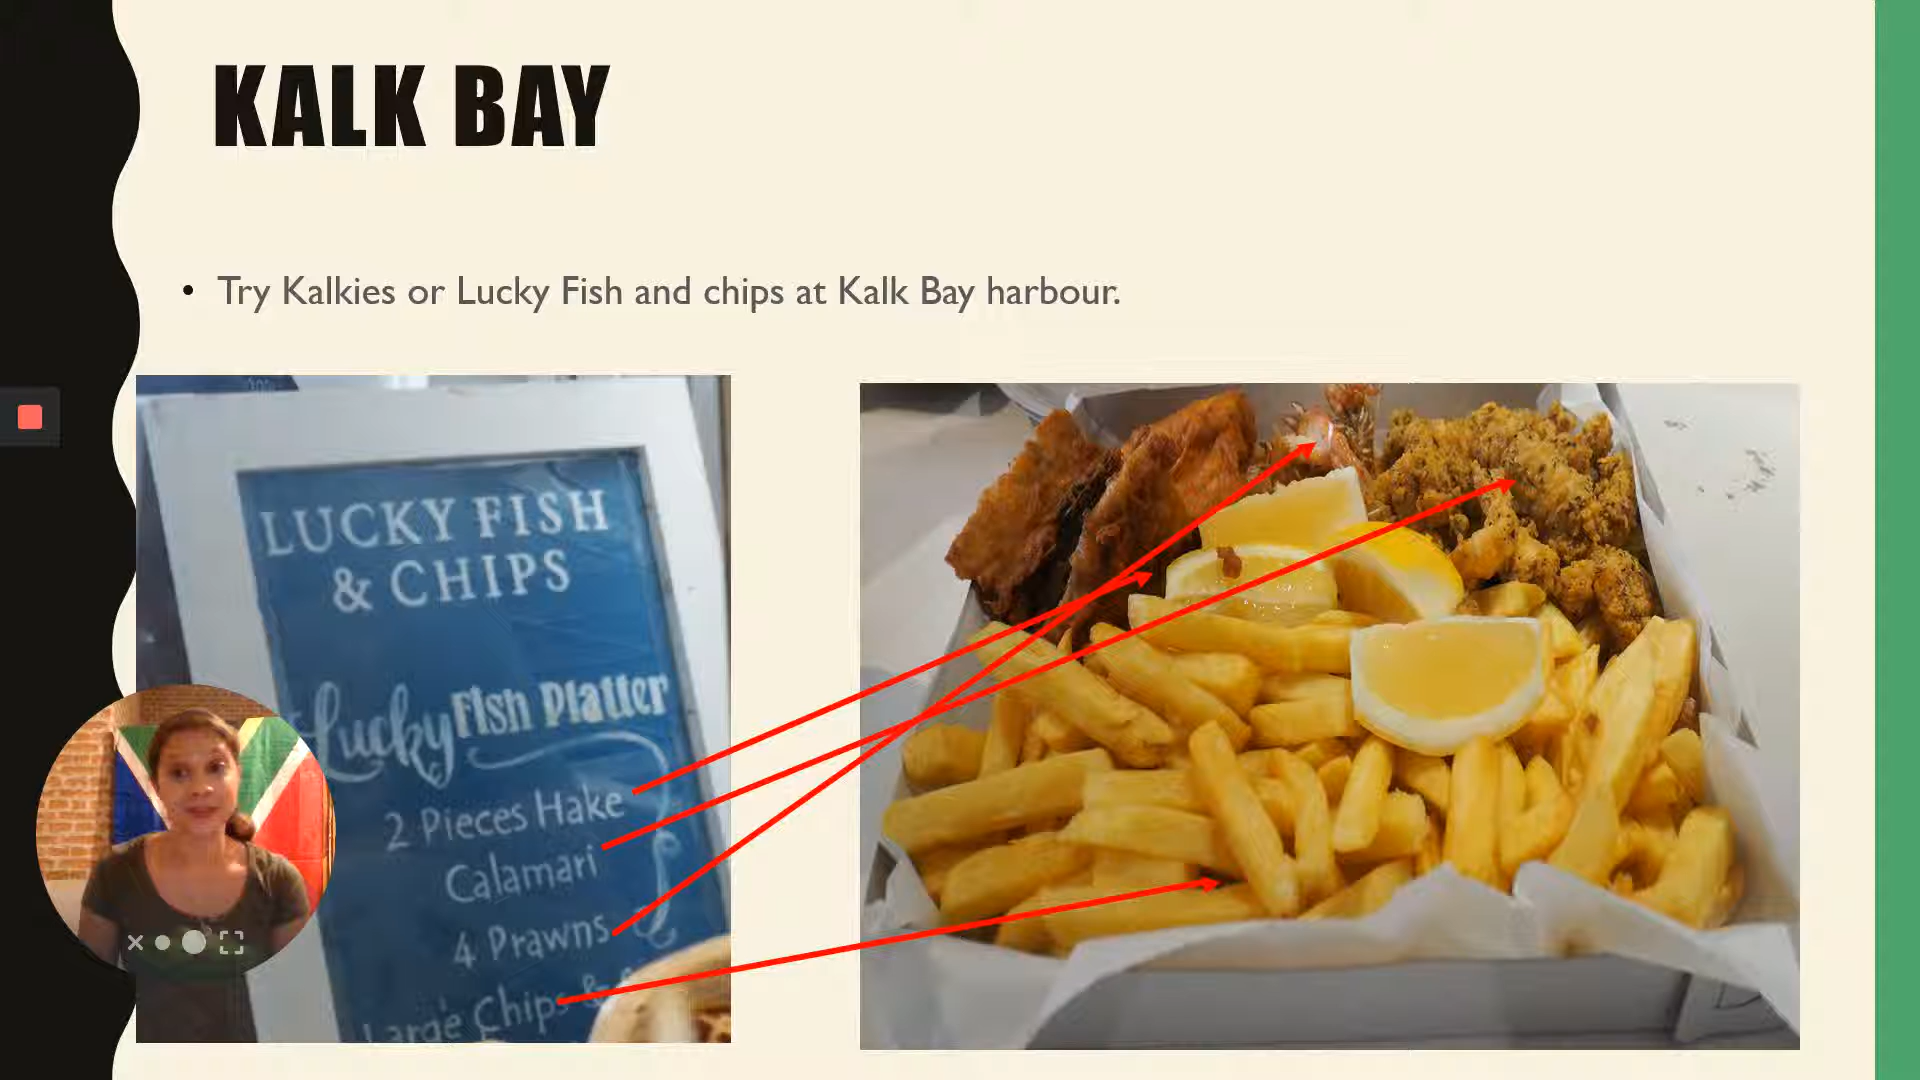 KALK BAY
• Try Kalkies or Lucky Fish and chips at Kalk Bay harbour.
LUCKY FISH
& CHIPS
Lucky Fish Platter
2 Pieces Hake
Calamari
4 Prawns
Large Chips &